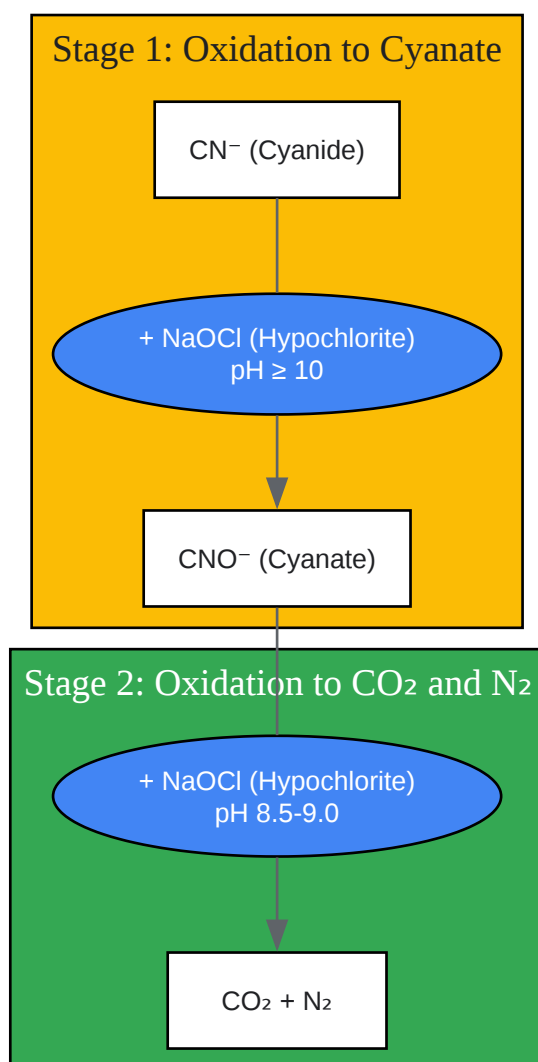 Stage 1: Oxidation to Cyanate
CN⁻ (Cyanide)
+ NaOCl (Hypochlorite)
pH ≥ 10
CNO⁻ (Cyanate)
Stage 2: Oxidation to CO₂ and N₂
+ NaOCl (Hypochlorite)
pH 8.5-9.0
CO₂ + N₂